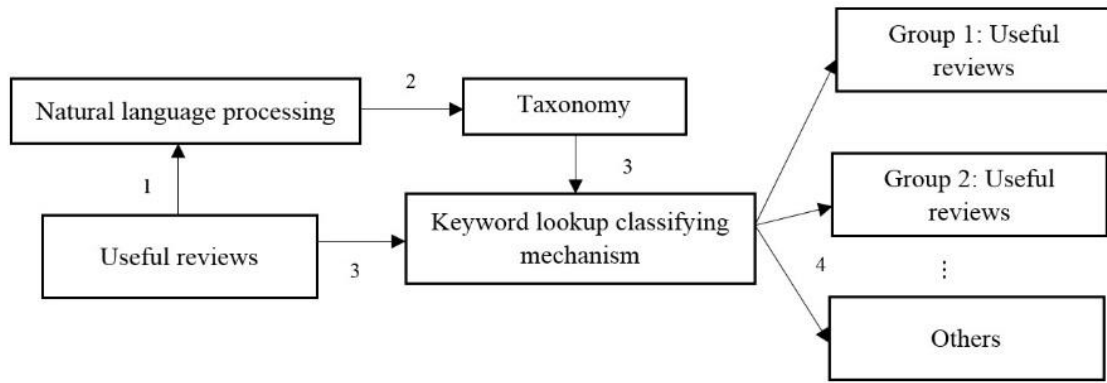 Group 1: Useful
reviews
Natural language processing
2
Taxonomy
1
3
Group 2: Useful
reviews
Useful reviews
3
Keyword lookup classifying
mechanism
4
⋮
Others